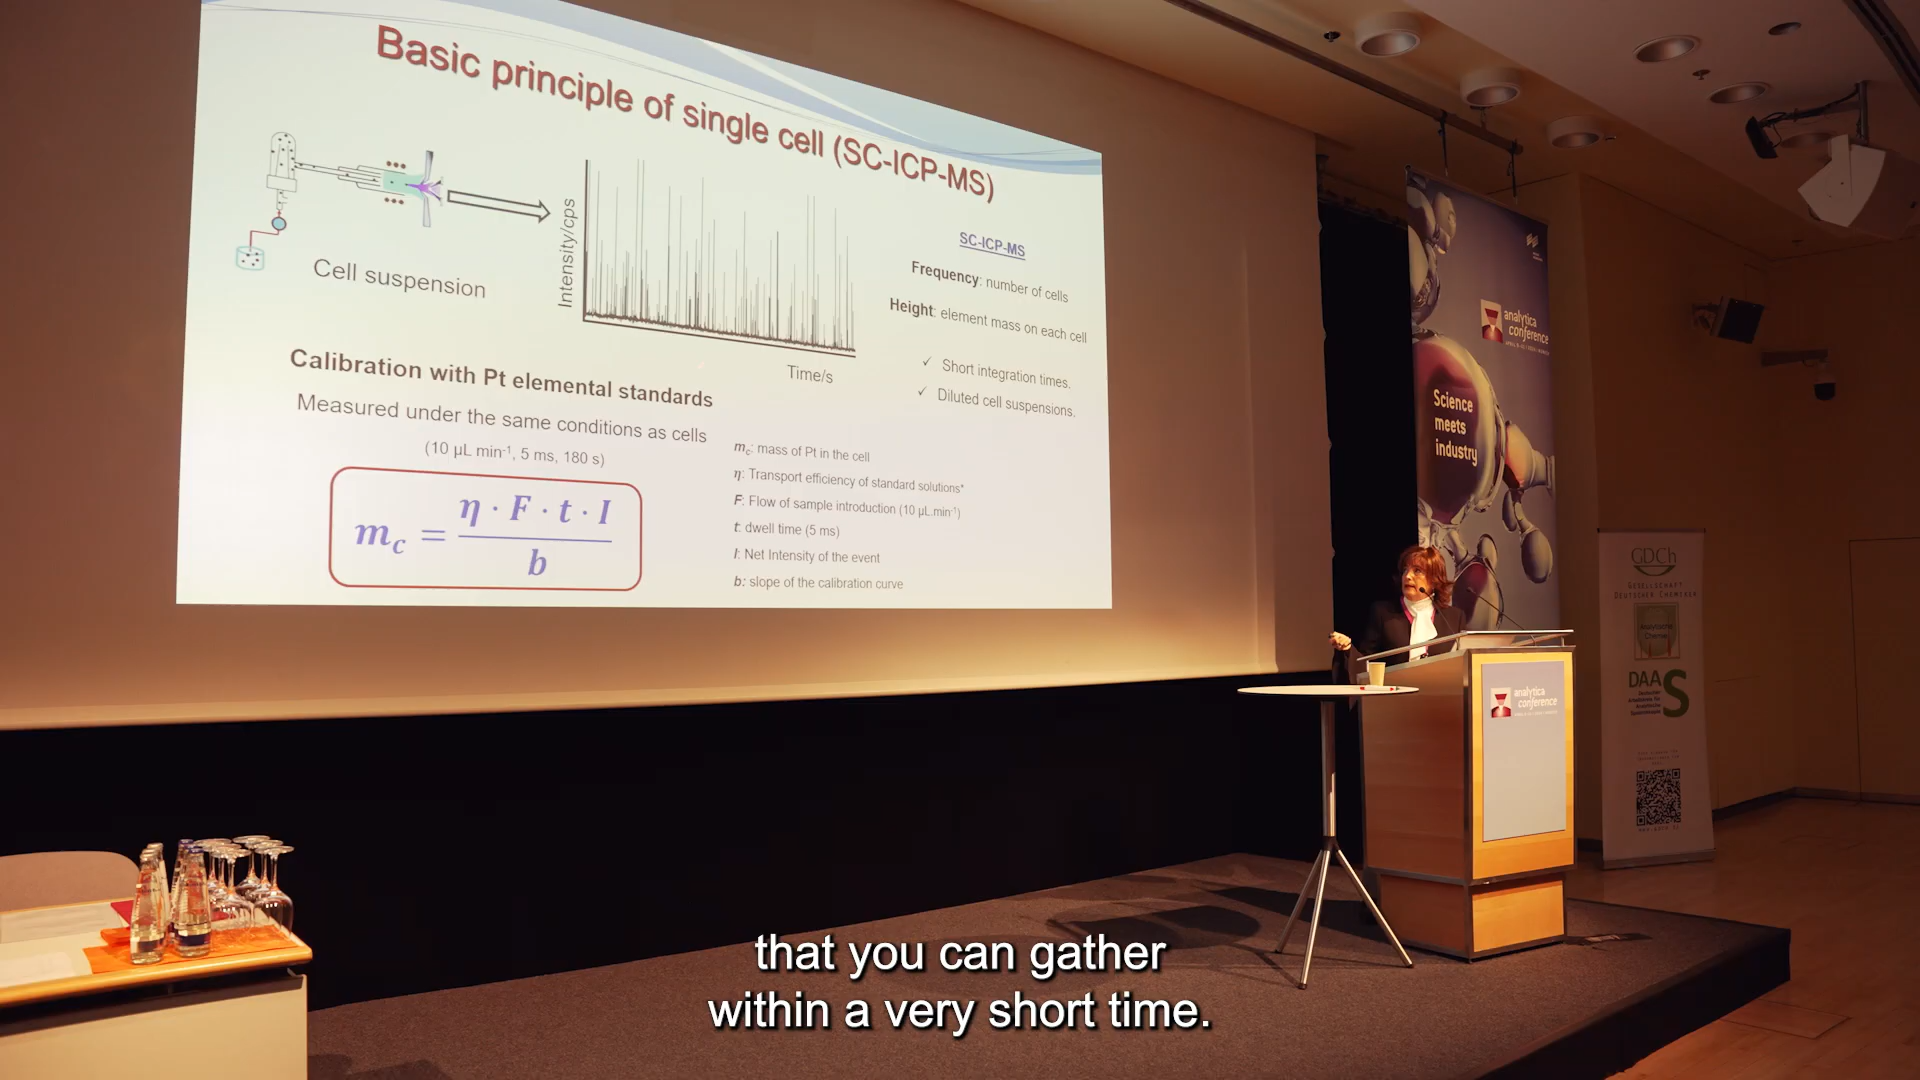 Basic principle of single cell (SC-ICP-MS)
Cell suspension
Intensity/cps
Time/s
SC-ICP-MS
Frequency: number of cells
Height: element mass on each cell
✓ Short integration times.
✓ Diluted cell suspensions.
Calibration with Pt elemental standards
Measured under the same conditions as cells
(10 µL min⁻¹, 5 ms, 180 s)
m_c = η · F · t · I / b
m_c: mass of Pt in the cell
η: Transport efficiency of standard solutions*
F: Flow of sample introduction (10 µL.min⁻¹)
t: dwell time (5 ms)
I: Net Intensity of the event
b: slope of the calibration curve
analytica
conference
Science
meets
industry
GDCh
GESELLSCHAFT
DEUTSCHER CHEMIKER
Analytische
Chemie
DAAS
analytica
conference
that you can gather
within a very short time.